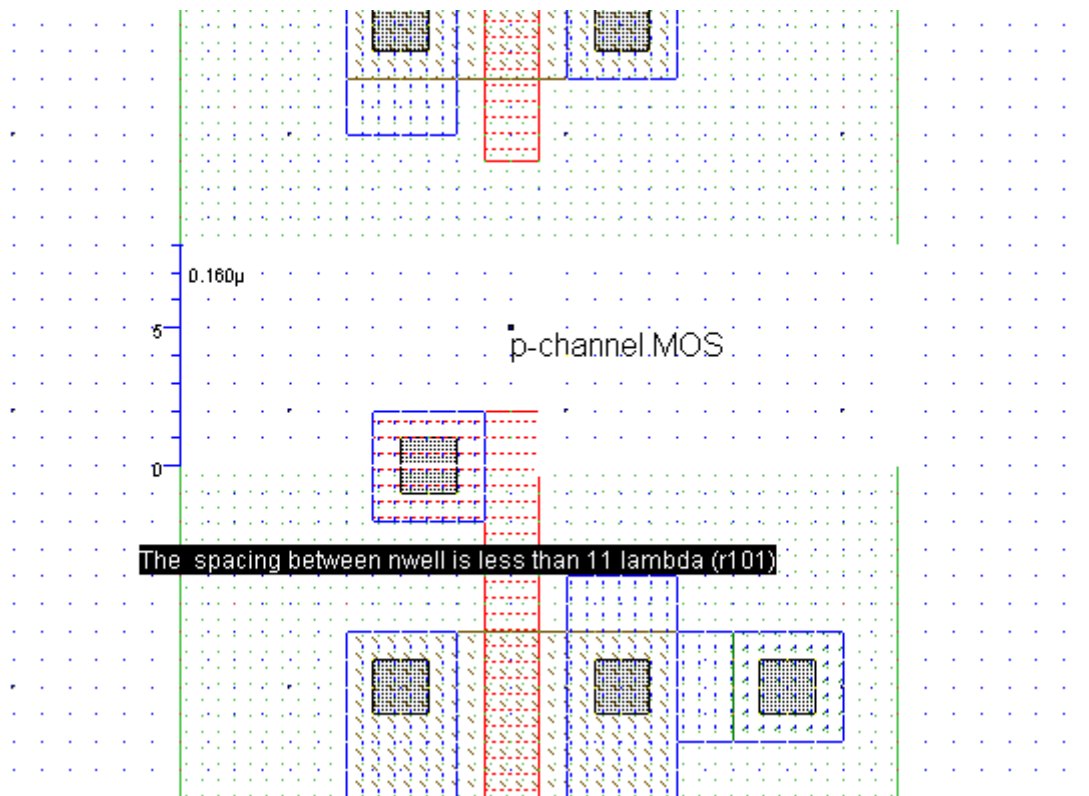 0.160µ
5
p-channel MOS
0
The  spacing between nwell is less than 11 lambda (r101)